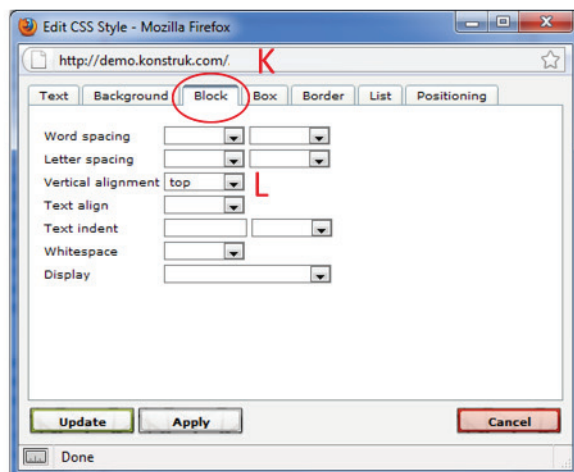 Edit CSS Style - Mozilla Firefox
http://demo.konstruk.com/.
K
Text Background Block Box Border List Positioning
Word spacing
Letter spacing
Vertical alignment top L
Text align
Text indent
Whitespace
Display
Update Apply Cancel
Done